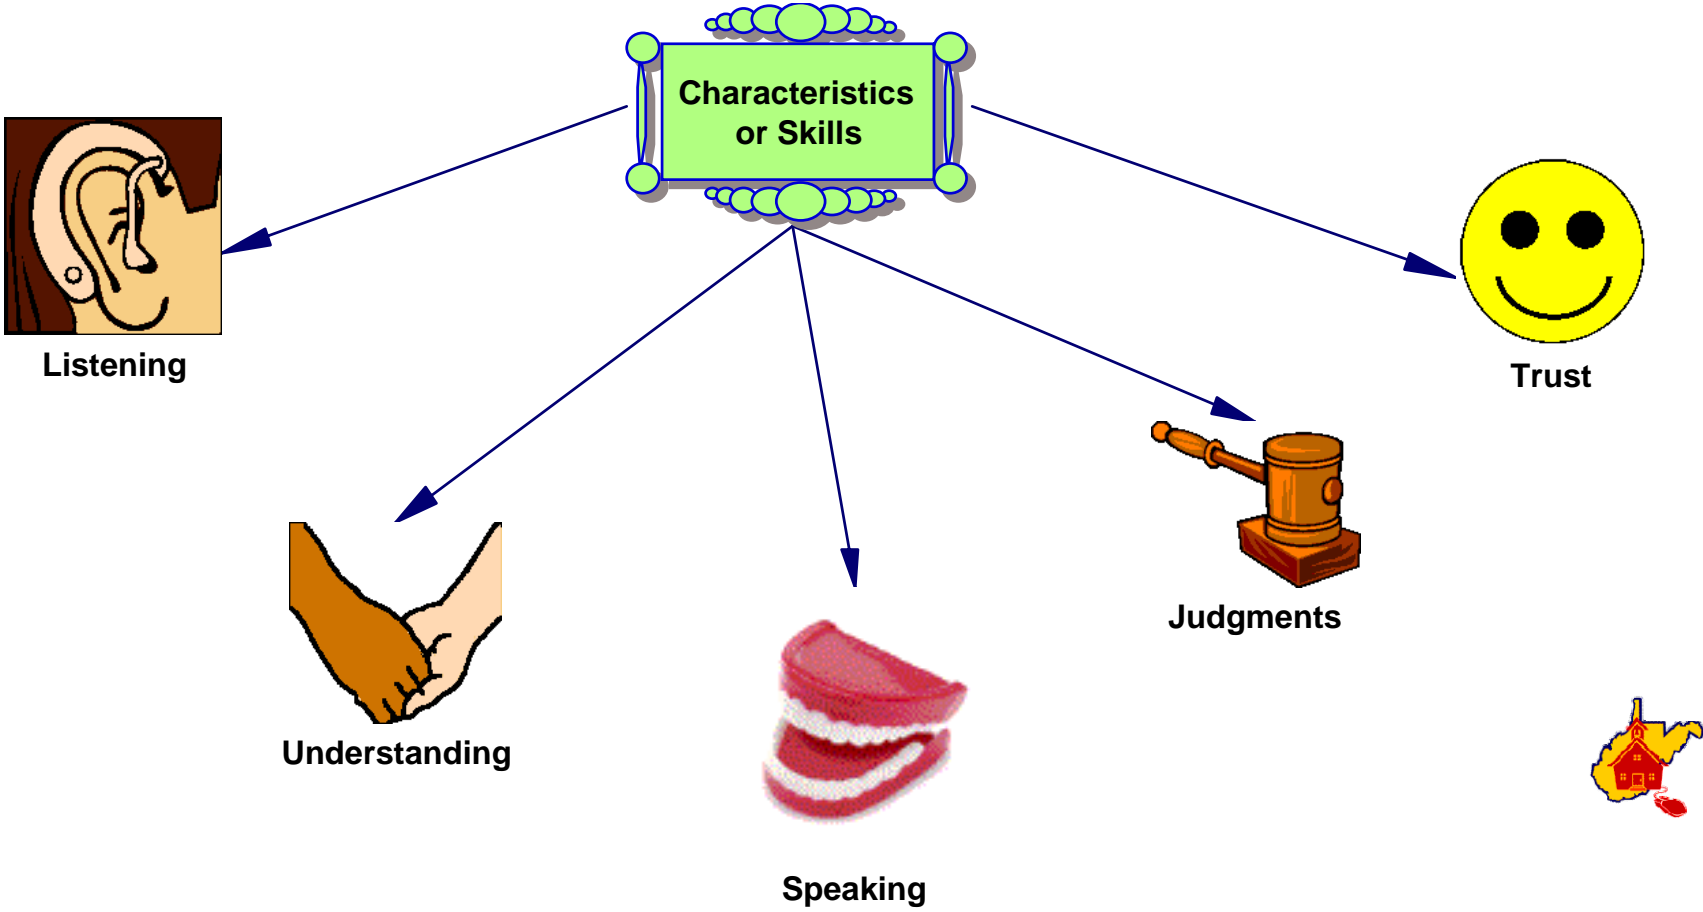 Characteristics
or Skills
Listening
Trust
Judgments
Understanding
Speaking